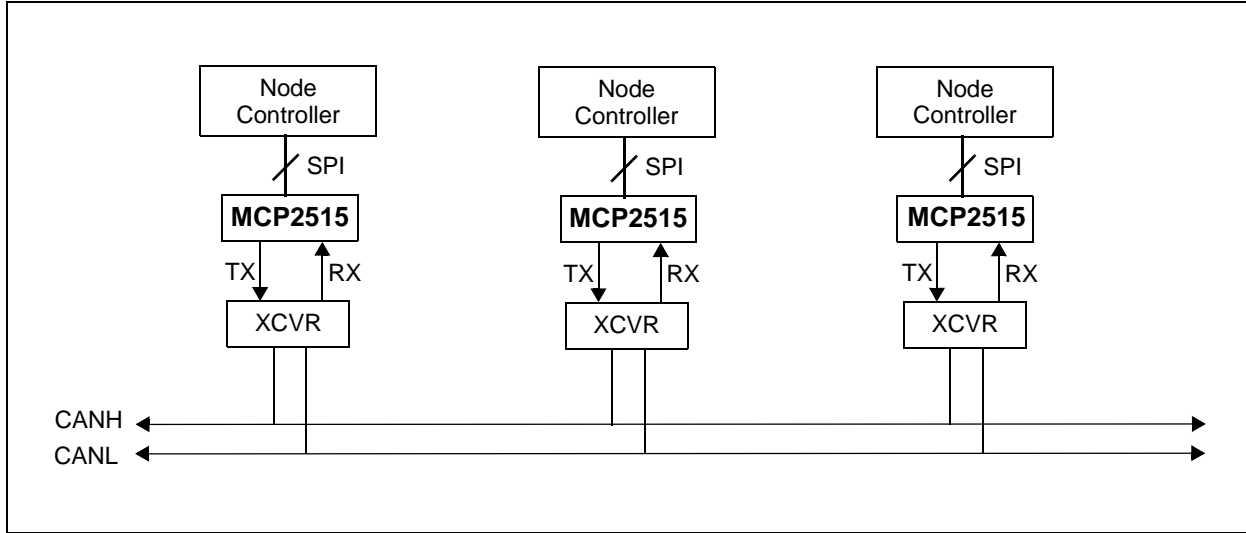 Node
Controller
Node
Controller
Node
Controller
SPI
SPI
SPI
MCP2515
MCP2515
MCP2515
TX
RX
TX
RX
TX
RX
XCVR
XCVR
XCVR
CANH
CANL